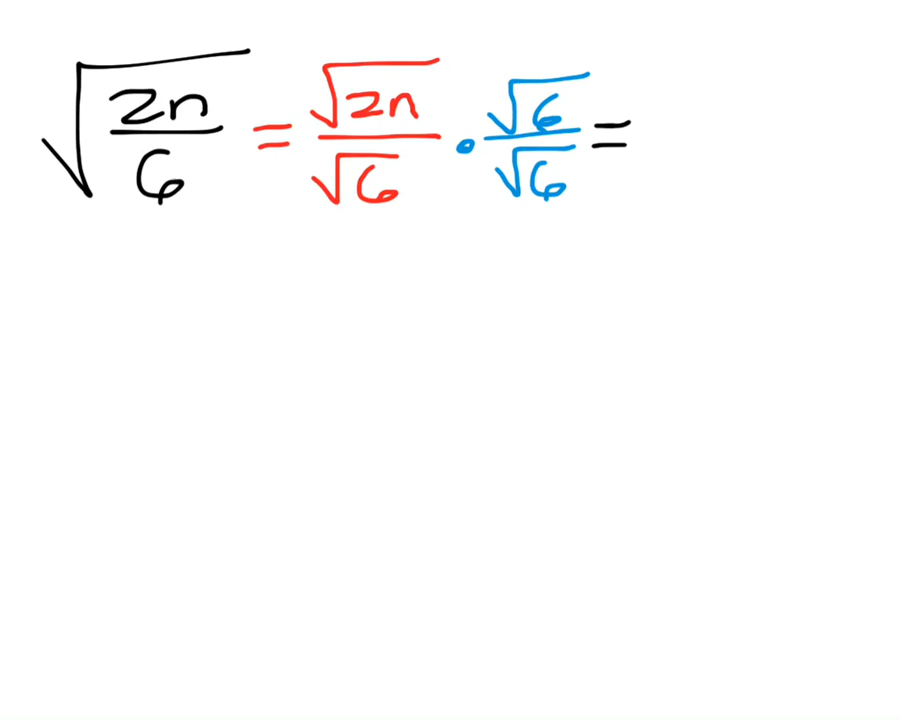 √(2n/6) = √2n/√6 · √6/√6 =